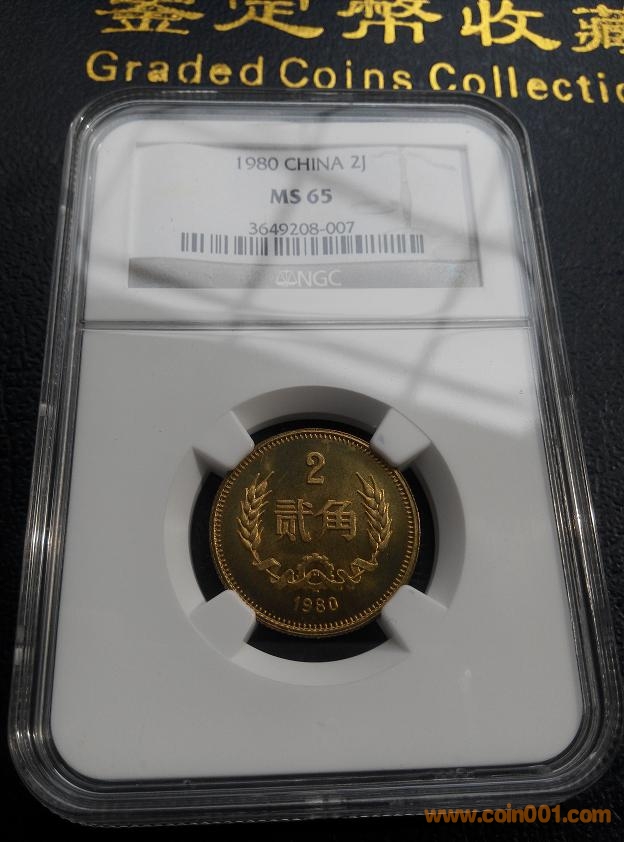 鉴定幣收藏
Graded Coins Collectio
1980 CHINA 2J
MS 65
3649208-007
NGC
2
贰角
1980
www.coin001.com